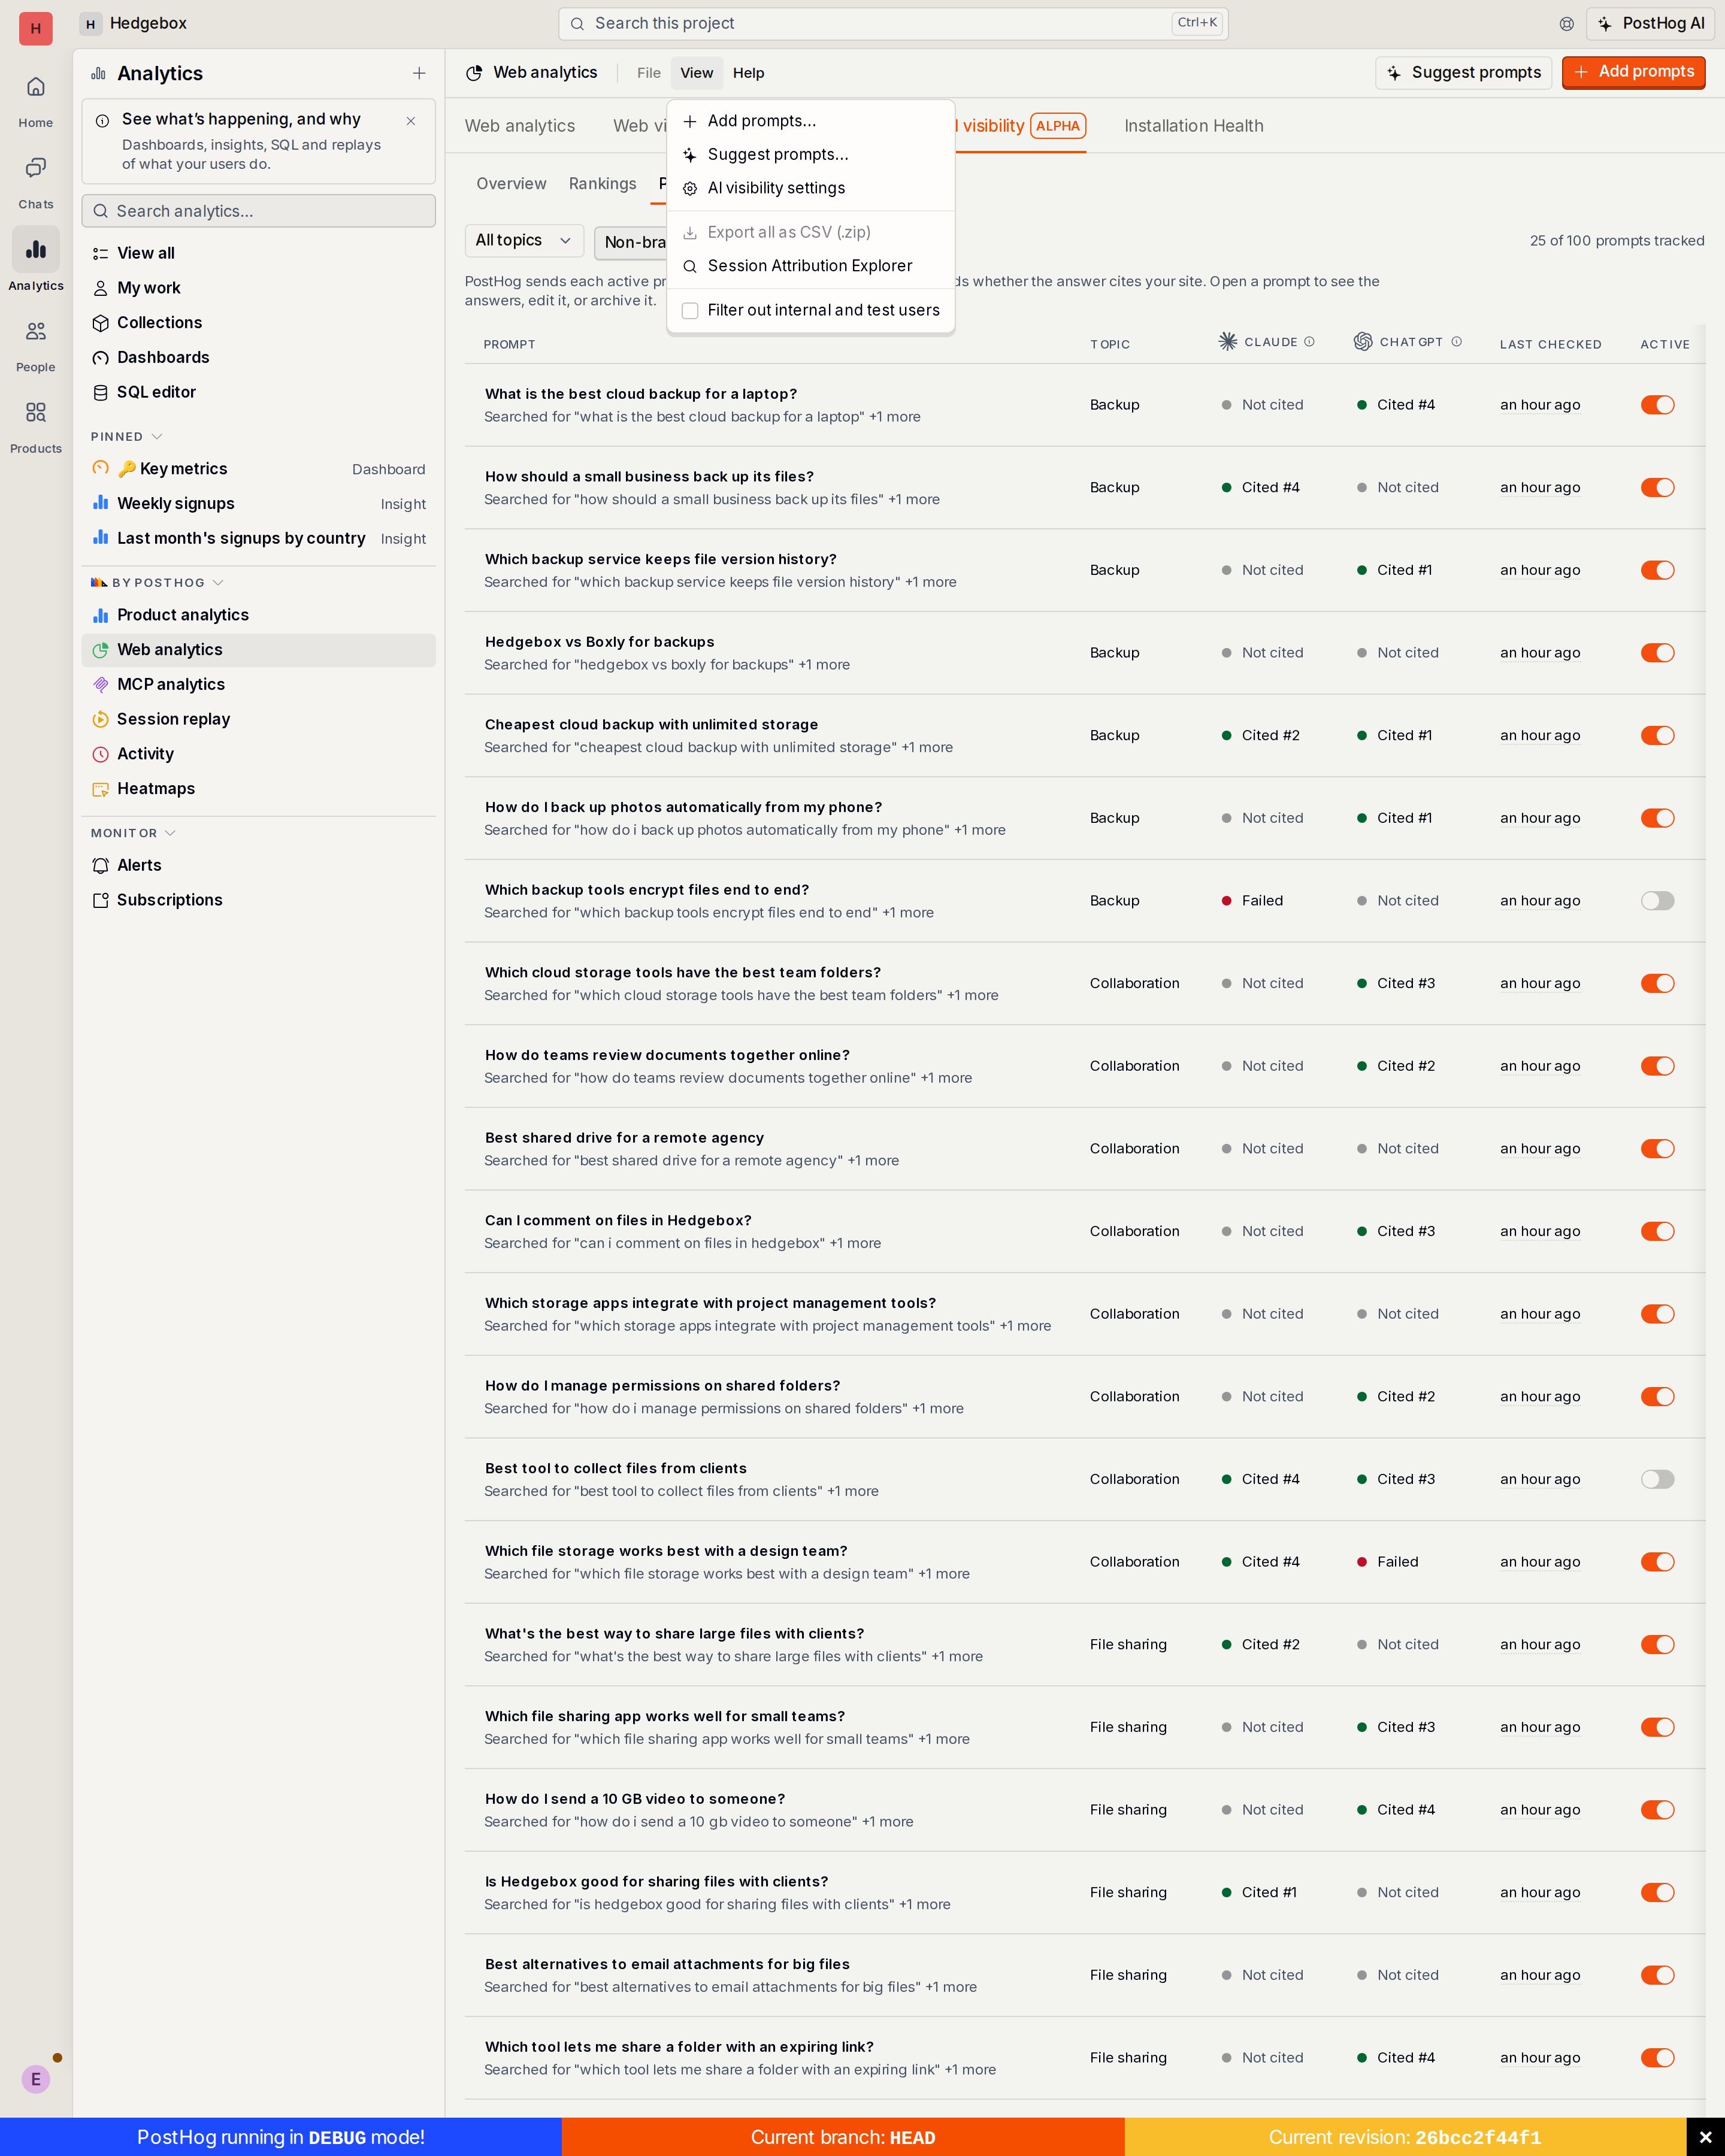 H
H Hedgebox
Search this project
Ctrl+K
PostHog AI
Home
Chats
Analytics
People
Products
E
Analytics
See what's happening, and why
Dashboards, insights, SQL and replays
of what your users do.
Search analytics...
View all
My work
Collections
Dashboards
SQL editor
PINNED
🔑 Key metrics Dashboard
Weekly signups Insight
Last month's signups by country Insight
BY POSTHOG
Product analytics
Web analytics
MCP analytics
Session replay
Activity
Heatmaps
MONITOR
Alerts
Subscriptions
Web analytics File View Help
Suggest prompts
Add prompts
Web analytics Web vi visibility ALPHA Installation Health
Add prompts...
Suggest prompts...
AI visibility settings
Export all as CSV (.zip)
Session Attribution Explorer
Filter out internal and test users
Overview Rankings P
All topics Non-bra 25 of 100 prompts tracked
PostHog sends each active pr ds whether the answer cites your site. Open a prompt to see the
answers, edit it, or archive it.
PROMPT TOPIC CLAUDE CHATGPT LAST CHECKED ACTIVE
What is the best cloud backup for a laptop?
Searched for "what is the best cloud backup for a laptop" +1 more
Backup Not cited Cited #4 an hour ago
How should a small business back up its files?
Searched for "how should a small business back up its files" +1 more
Backup Cited #4 Not cited an hour ago
Which backup service keeps file version history?
Searched for "which backup service keeps file version history" +1 more
Backup Not cited Cited #1 an hour ago
Hedgebox vs Boxly for backups
Searched for "hedgebox vs boxly for backups" +1 more
Backup Not cited Not cited an hour ago
Cheapest cloud backup with unlimited storage
Searched for "cheapest cloud backup with unlimited storage" +1 more
Backup Cited #2 Cited #1 an hour ago
How do I back up photos automatically from my phone?
Searched for "how do i back up photos automatically from my phone" +1 more
Backup Not cited Cited #1 an hour ago
Which backup tools encrypt files end to end?
Searched for "which backup tools encrypt files end to end" +1 more
Backup Failed Not cited an hour ago
Which cloud storage tools have the best team folders?
Searched for "which cloud storage tools have the best team folders" +1 more
Collaboration Not cited Cited #3 an hour ago
How do teams review documents together online?
Searched for "how do teams review documents together online" +1 more
Collaboration Not cited Cited #2 an hour ago
Best shared drive for a remote agency
Searched for "best shared drive for a remote agency" +1 more
Collaboration Not cited Not cited an hour ago
Can I comment on files in Hedgebox?
Searched for "can i comment on files in hedgebox" +1 more
Collaboration Not cited Cited #3 an hour ago
Which storage apps integrate with project management tools?
Searched for "which storage apps integrate with project management tools" +1 more
Collaboration Not cited Not cited an hour ago
How do I manage permissions on shared folders?
Searched for "how do i manage permissions on shared folders" +1 more
Collaboration Not cited Cited #2 an hour ago
Best tool to collect files from clients
Searched for "best tool to collect files from clients" +1 more
Collaboration Cited #4 Cited #3 an hour ago
Which file storage works best with a design team?
Searched for "which file storage works best with a design team" +1 more
Collaboration Cited #4 Failed an hour ago
What's the best way to share large files with clients?
Searched for "what's the best way to share large files with clients" +1 more
File sharing Cited #2 Not cited an hour ago
Which file sharing app works well for small teams?
Searched for "which file sharing app works well for small teams" +1 more
File sharing Not cited Cited #3 an hour ago
How do I send a 10 GB video to someone?
Searched for "how do i send a 10 gb video to someone" +1 more
File sharing Not cited Cited #4 an hour ago
Is Hedgebox good for sharing files with clients?
Searched for "is hedgebox good for sharing files with clients" +1 more
File sharing Cited #1 Not cited an hour ago
Best alternatives to email attachments for big files
Searched for "best alternatives to email attachments for big files" +1 more
File sharing Not cited Not cited an hour ago
Which tool lets me share a folder with an expiring link?
Searched for "which tool lets me share a folder with an expiring link" +1 more
File sharing Not cited Cited #4 an hour ago
PostHog running in DEBUG mode! Current branch: HEAD Current revision: 26bcc2f44f1